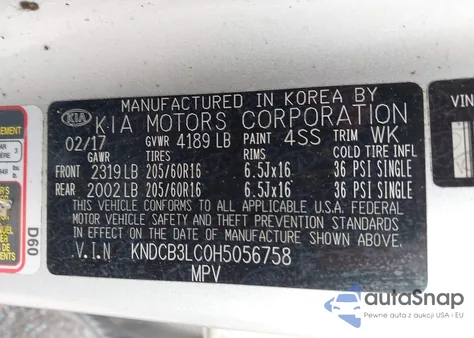 MANUFACTURED IN KOREA BY
KIA KIA MOTORS CORPORATION
02/17 GVWR 4189 LB PAINT 4SS TRIM WK
GAWR TIRES RIMS COLD TIRE INFL
FRONT 2319 LB 205/60R16 6.5Jx16 36 PSI SINGLE
REAR 2002 LB 205/60R16 6.5Jx16 36 PSI SINGLE
THIS VEHICLE CONFORMS TO ALL APPLICABLE U.S.A. FEDERAL
MOTOR VEHICLE SAFETY AND THEFT PREVENTION STANDARDS
IN EFFECT ON THE DATE OF MANUFACTURE SHOWN ABOVE.
V.I.N KNDCB3LC0H5056758
MPV
D60
VIN
autoSnap
Pewne auta z aukcji USA i EU